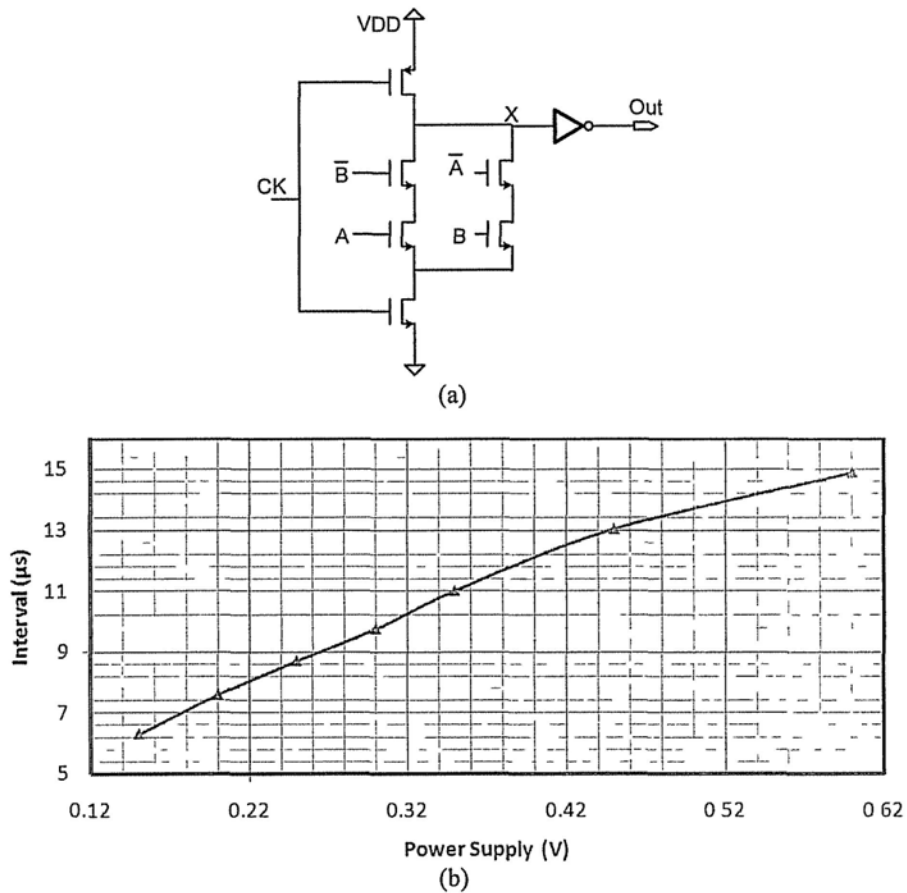 VDD
X
Out
B̅
A̅
CK
A
B
(a)
15
13
11
9
7
5
Interval (µs)
0.12
0.22
0.32
0.42
0 52
0 62
Power Supply (V)
(b)